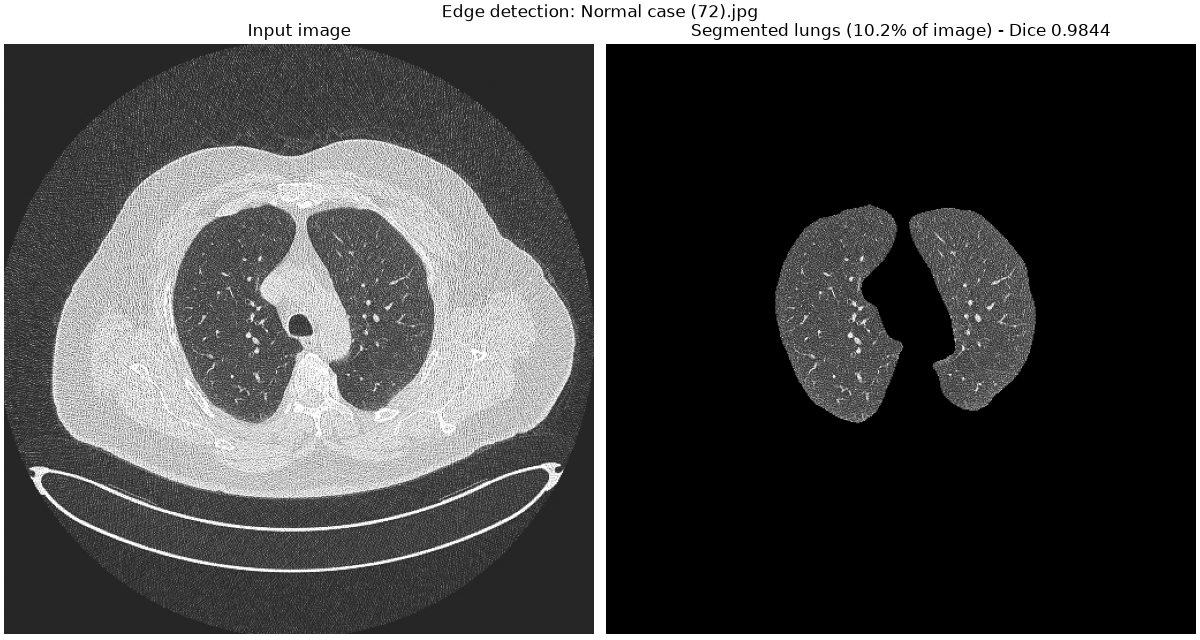 Edge detection: Normal case (72).jpg
Input image
Segmented lungs (10.2% of image) - Dice 0.9844